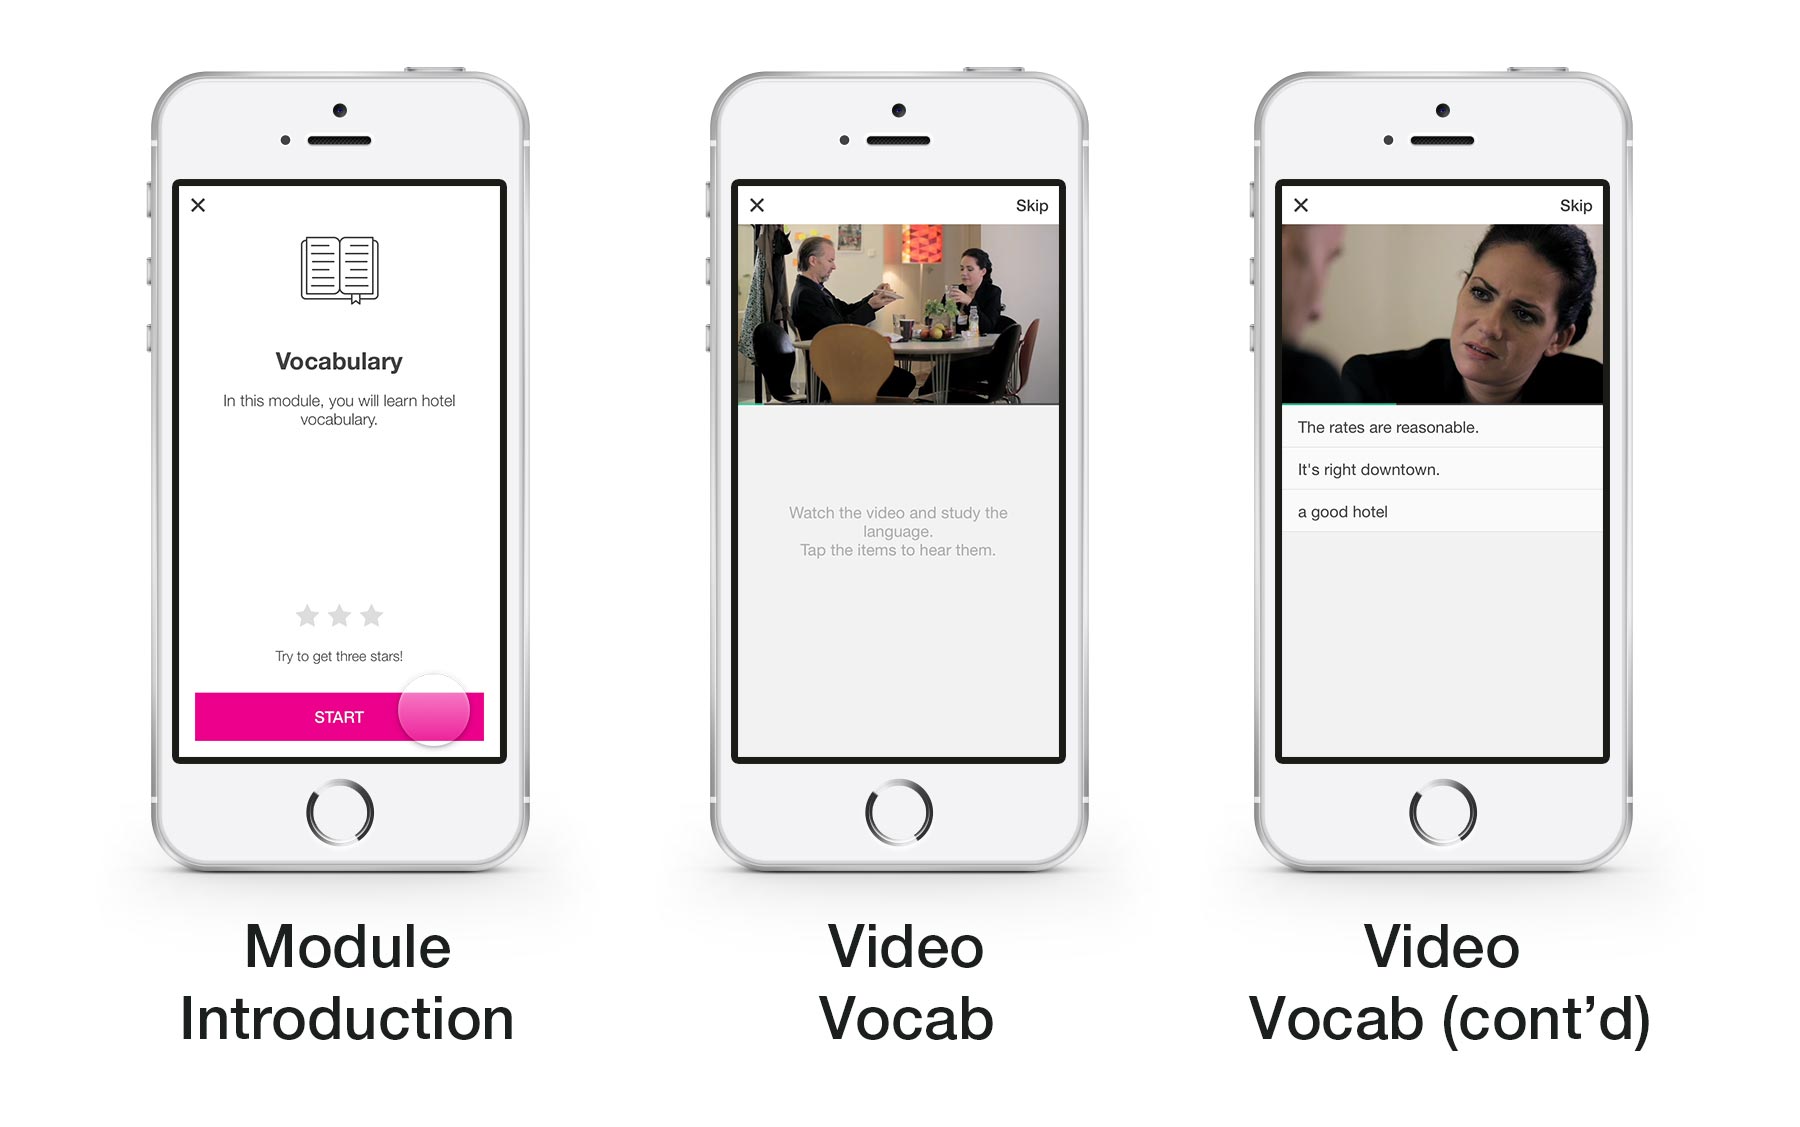 Vocabulary
In this module, you will learn hotel
vocabulary.
Try to get three stars!
START
Module
Introduction
Skip
Watch the video and study the
language.
Tap the items to hear them.
Video
Vocab
Skip
The rates are reasonable.
It's right downtown.
a good hotel
Video
Vocab (cont’d)